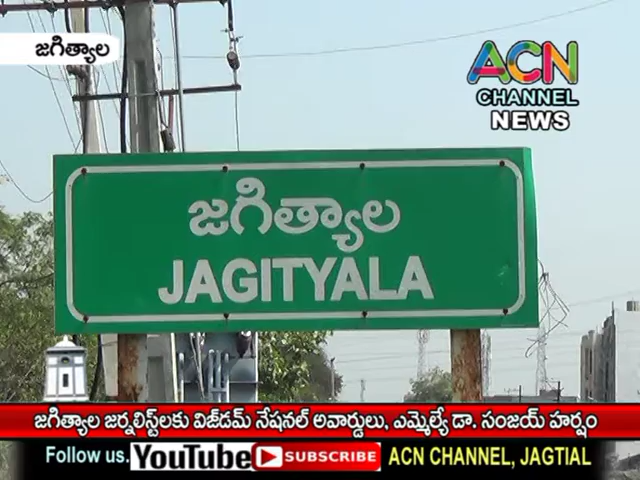 జగిత్యాల
ACN
CHANNEL
NEWS
జగిత్యాల
JAGITYALA
జగిత్యాల జర్నలిస్ట్‌లకు విజ్‌డమ్ నేషనల్ అవార్డులు, ఎమ్మెల్యే డా. సంజయ్ హర్షం
Follow us. YouTube SUBSCRIBE ACN CHANNEL, JAGTIAL